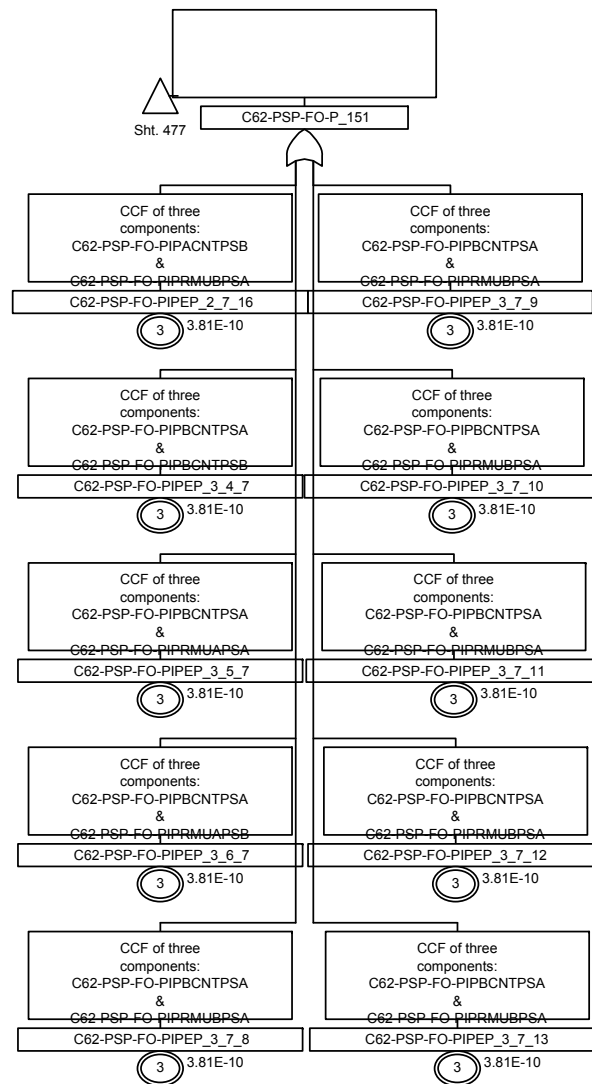 Sht. 477
C62-PSP-FO-P_151
CCF of three
components:
C62-PSP-FO-PIPACNTPSB
&
C62-PSP-FO-PIPRMUBPSA
C62-PSP-FO-PIPEP_2_7_16
3
3.81E-10
CCF of three
components:
C62-PSP-FO-PIPBCNTPSA
&
C62-PSP-FO-PIPRMUBPSA
C62-PSP-FO-PIPEP_3_7_9
3
3.81E-10
CCF of three
components:
C62-PSP-FO-PIPBCNTPSA
&
C62-PSP-FO-PIPBCNTPSB
C62-PSP-FO-PIPEP_3_4_7
3
3.81E-10
CCF of three
components:
C62-PSP-FO-PIPBCNTPSA
&
C62-PSP-FO-PIPRMUBPSA
C62-PSP-FO-PIPEP_3_7_10
3
3.81E-10
CCF of three
components:
C62-PSP-FO-PIPBCNTPSA
&
C62-PSP-FO-PIPRMUAPSA
C62-PSP-FO-PIPEP_3_5_7
3
3.81E-10
CCF of three
components:
C62-PSP-FO-PIPBCNTPSA
&
C62-PSP-FO-PIPRMUBPSA
C62-PSP-FO-PIPEP_3_7_11
3
3.81E-10
CCF of three
components:
C62-PSP-FO-PIPBCNTPSA
&
C62-PSP-FO-PIPRMUAPSB
C62-PSP-FO-PIPEP_3_6_7
3
3.81E-10
CCF of three
components:
C62-PSP-FO-PIPBCNTPSA
&
C62-PSP-FO-PIPRMUBPSA
C62-PSP-FO-PIPEP_3_7_12
3
3.81E-10
CCF of three
components:
C62-PSP-FO-PIPBCNTPSA
&
C62-PSP-FO-PIPRMUBPSA
C62-PSP-FO-PIPEP_3_7_8
3
3.81E-10
CCF of three
components:
C62-PSP-FO-PIPBCNTPSA
&
C62-PSP-FO-PIPRMUBPSA
C62-PSP-FO-PIPEP_3_7_13
3
3.81E-10